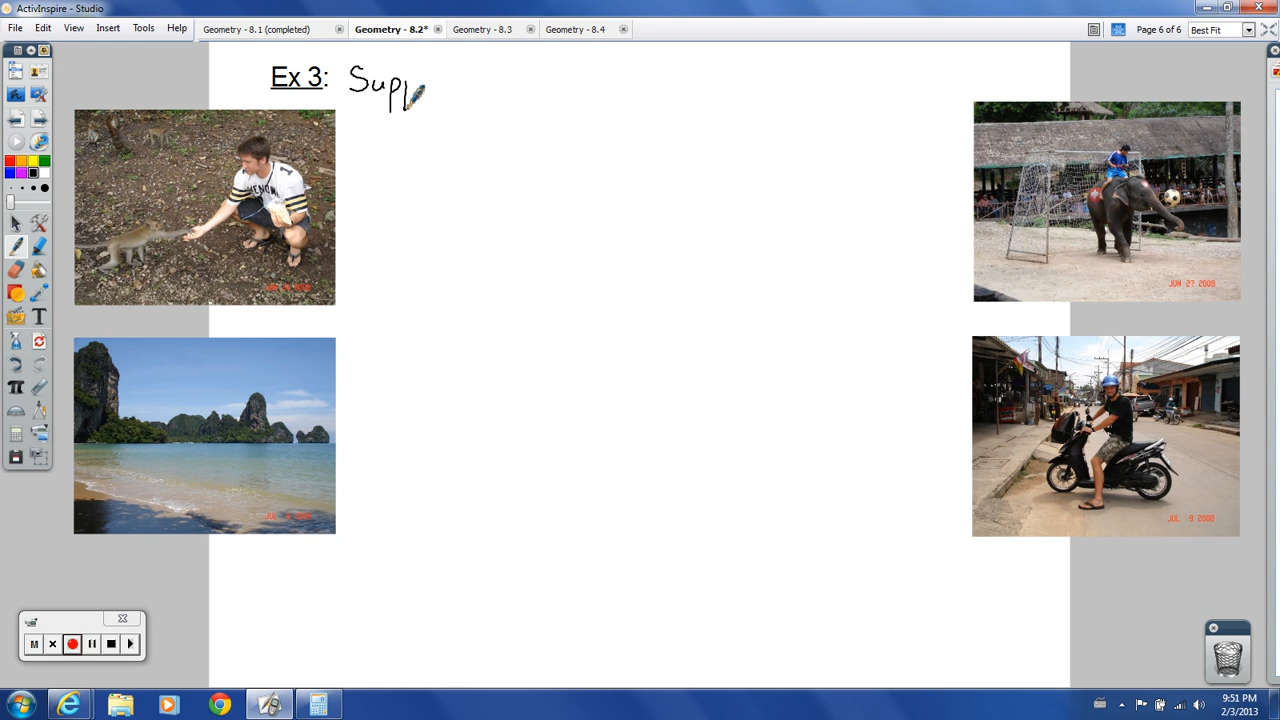 ActivInspire - Studio
File Edit View Insert Tools Help
Geometry - 8.1 (completed) Geometry - 8.2* Geometry - 8.3 Geometry - 8.4
Page 6 of 6 Best Fit
Ex 3: Supp
JUN 27 2008
JUL 9 2008
M
9:51 PM
2/3/2013